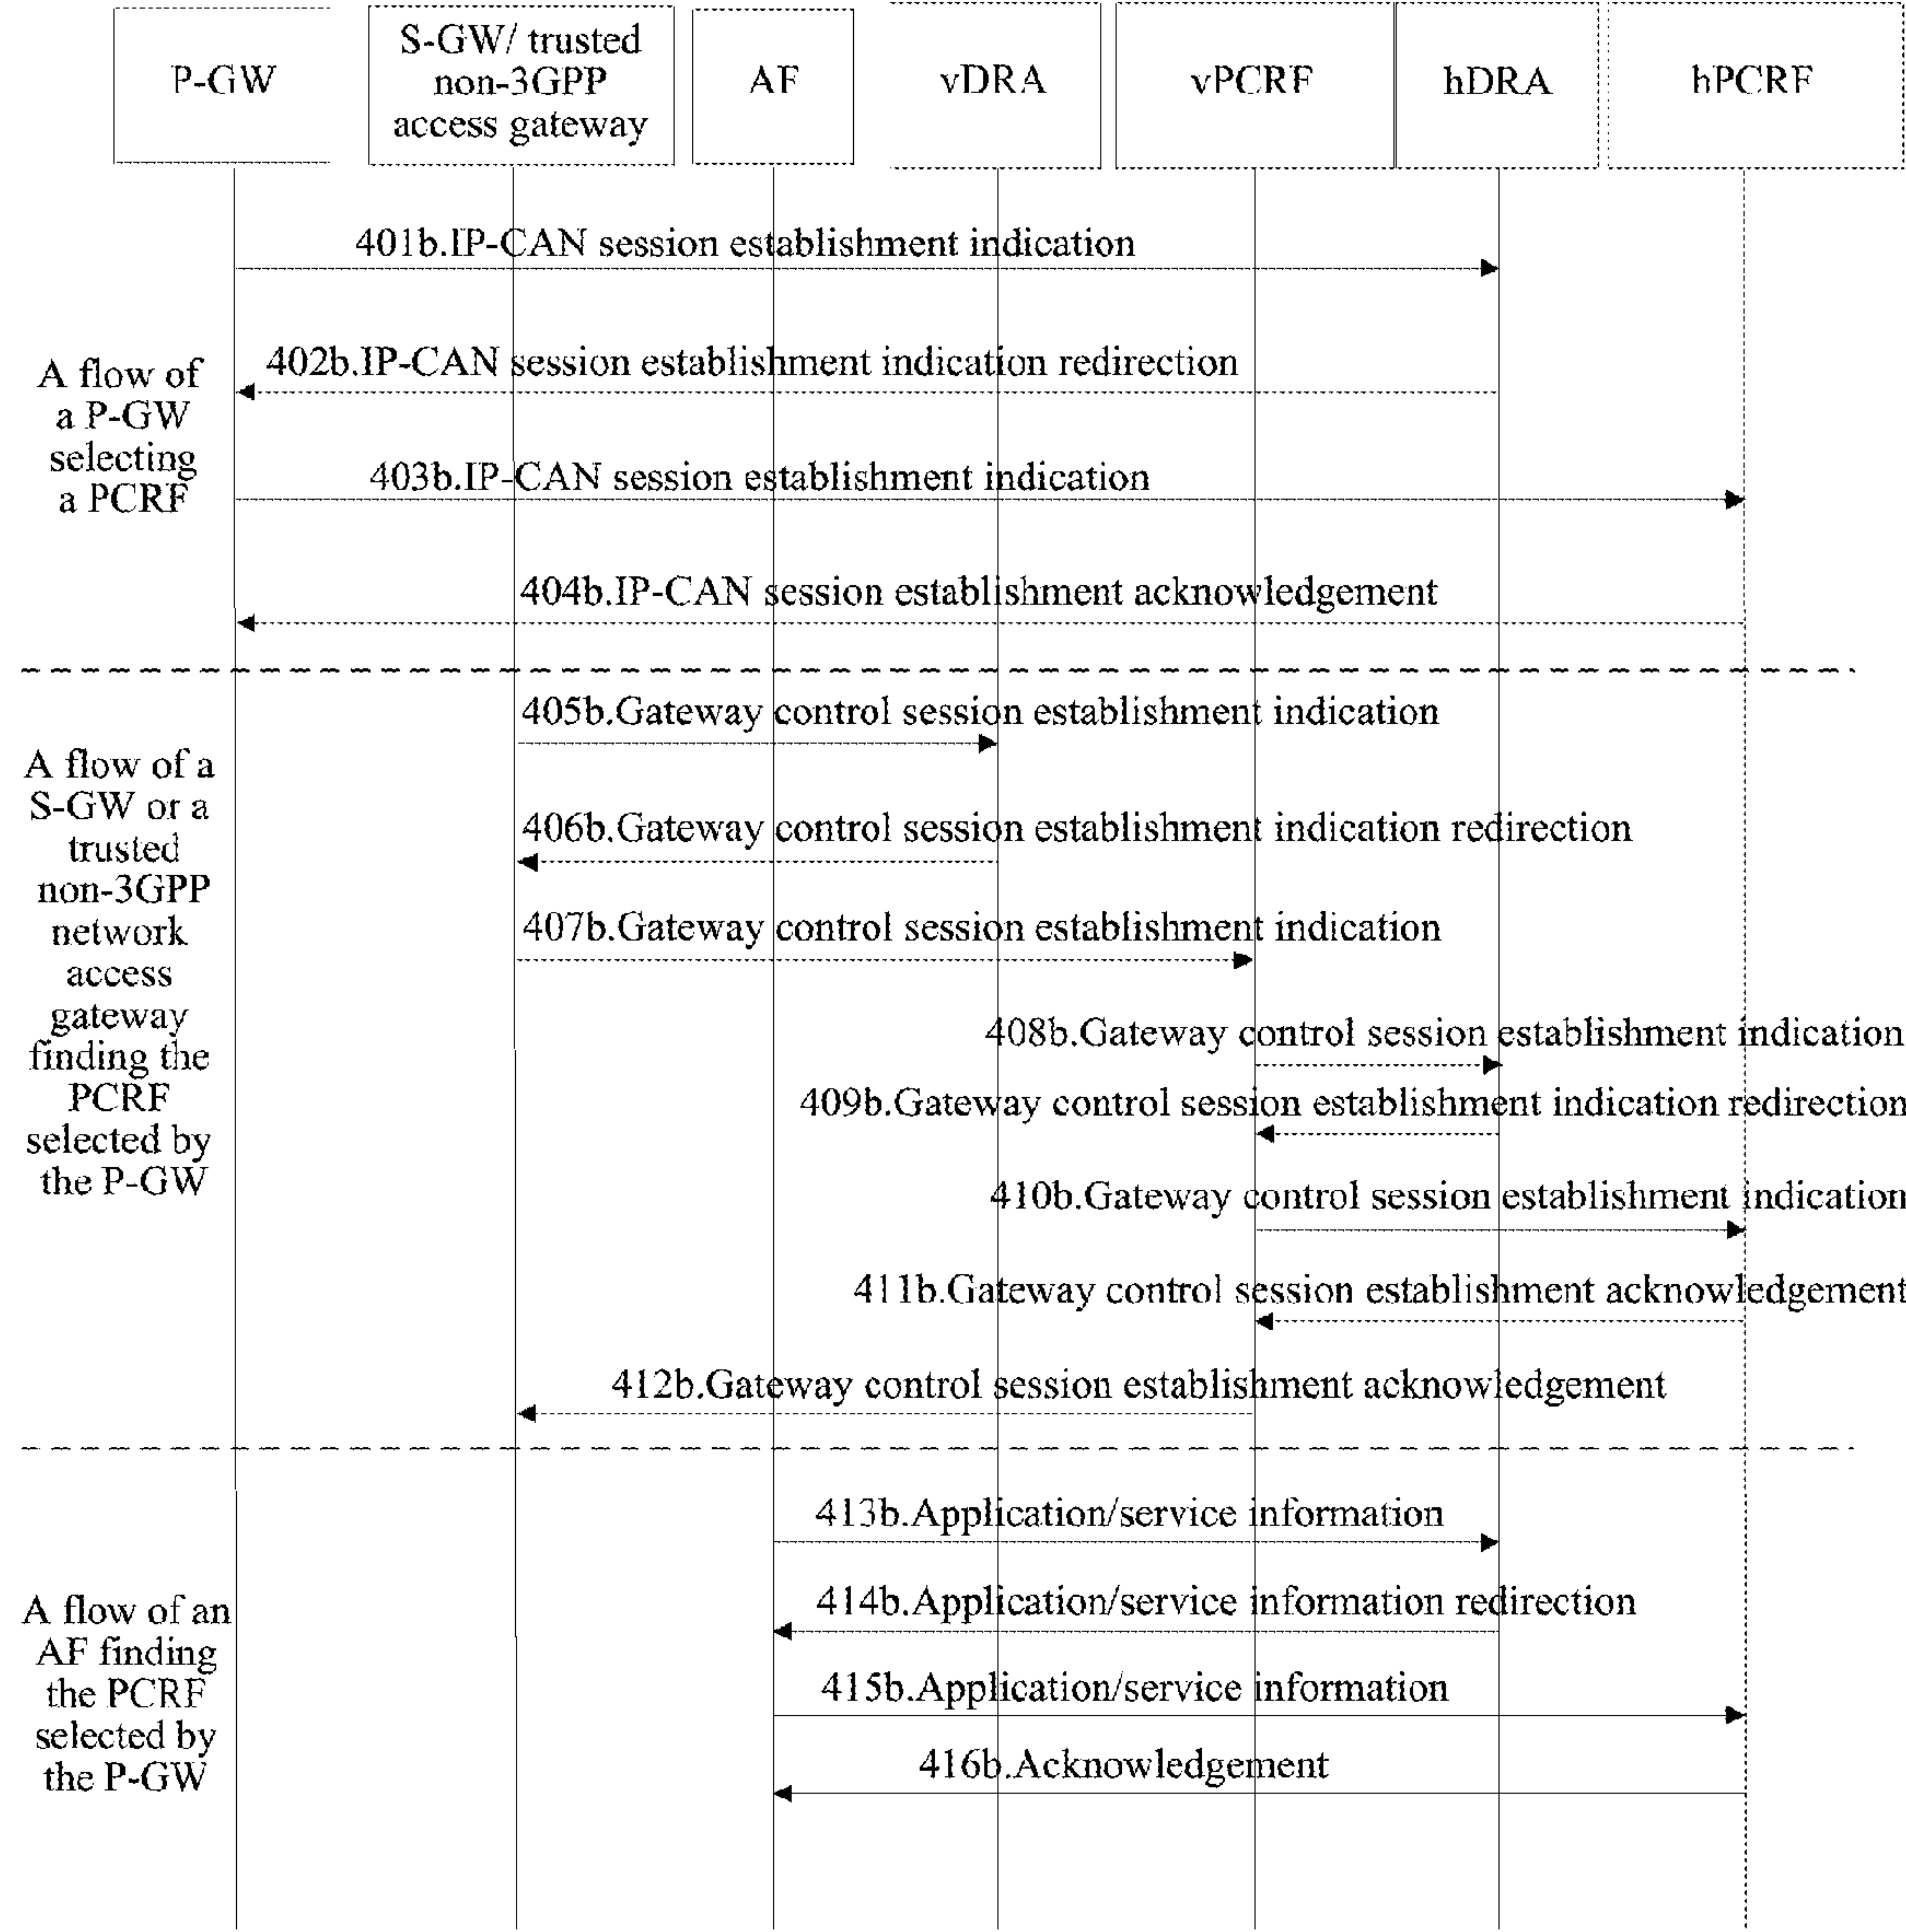 P-GW
S-GW/ trusted
non-3GPP
access gateway
AF
vDRA
vPCRF
hDRA
hPCRF
401b.IP-CAN session establishment indication
402b.IP-CAN session establishment indication redirection
403b.IP-CAN session establishment indication
404b.IP-CAN session establishment acknowledgement
A flow of
a P-GW
selecting
a PCRF
405b.Gateway control session establishment indication
406b.Gateway control session establishment indication redirection
407b.Gateway control session establishment indication
408b.Gateway control session establishment indication
409b.Gateway control session establishment indication redirection
410b.Gateway control session establishment indication
411b.Gateway control session establishment acknowledgement
412b.Gateway control session establishment acknowledgement
A flow of a
S-GW or a
trusted
non-3GPP
network
access
gateway
finding the
PCRF
selected by
the P-GW
413b.Application/service information
414b.Application/service information redirection
415b.Application/service information
416b.Acknowledgement
A flow of an
AF finding
the PCRF
selected by
the P-GW